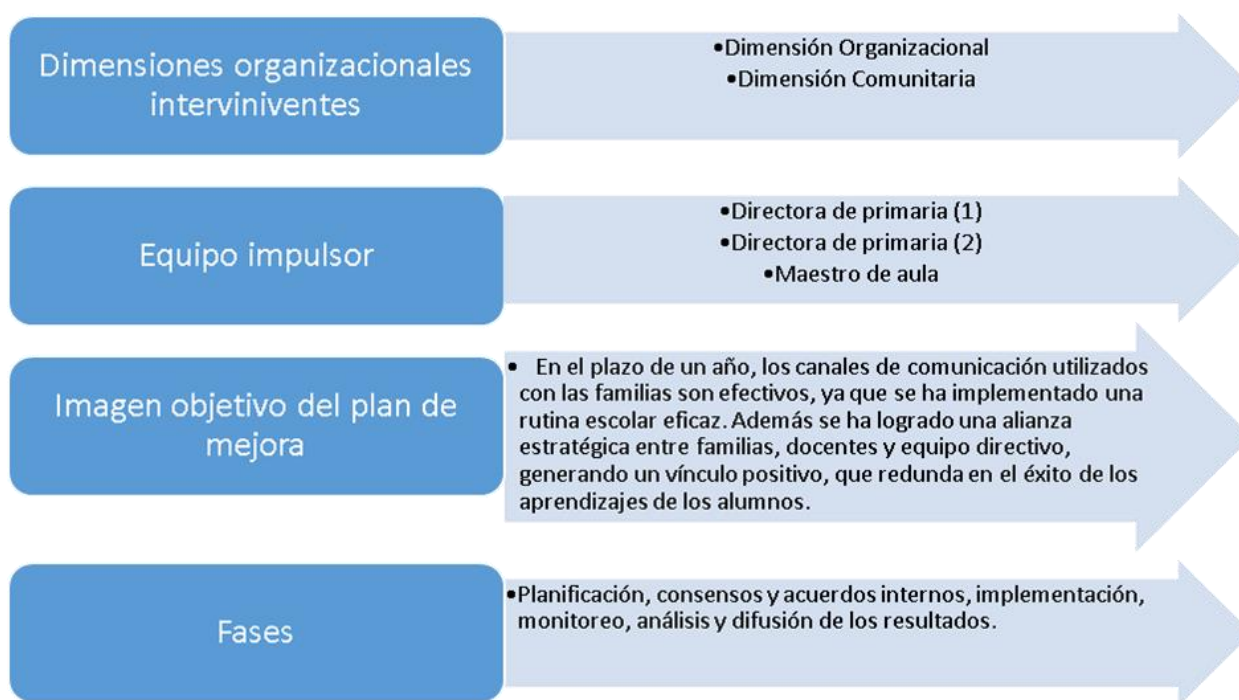 Dimensiones organizacionales
interviniventes
•Dimensión Organizacional
•Dimensión Comunitaria
Equipo impulsor
•Directora de primaria (1)
•Directora de primaria (2)
•Maestro de aula
Imagen objetivo del plan de
mejora
• En el plazo de un año, los canales de comunicación utilizados
con las familias son efectivos, ya que se ha implementado una
rutina escolar eficaz. Además se ha logrado una alianza
estratégica entre familias, docentes y equipo directivo,
generando un vínculo positivo, que redunda en el éxito de los
aprendizajes de los alumnos.
Fases
•Planificación, consensos y acuerdos internos, implementación,
monitoreo, análisis y difusión de los resultados.